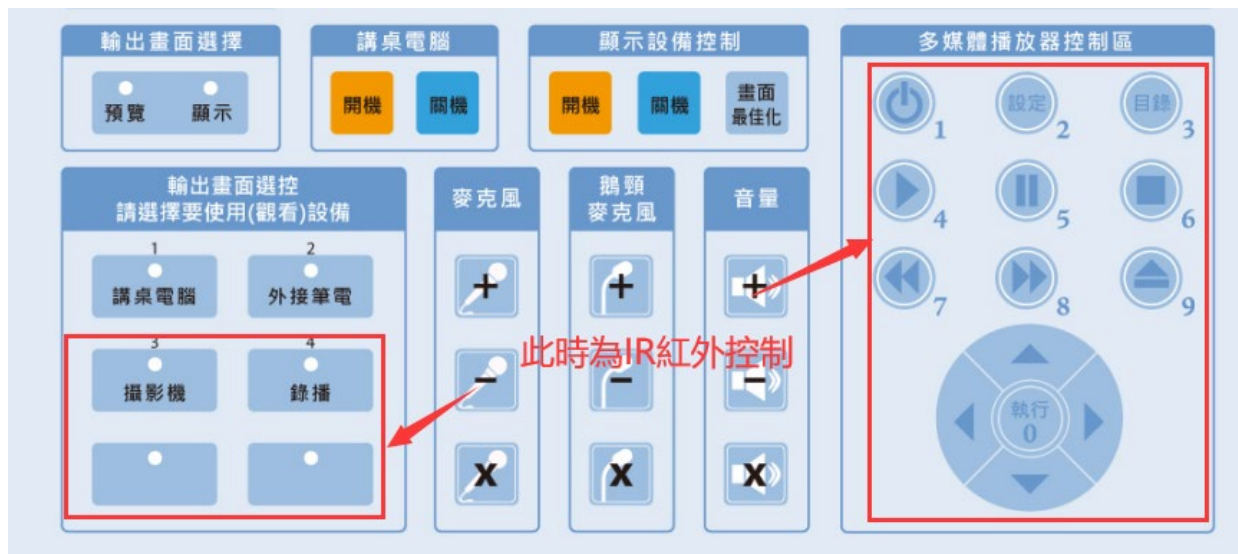 輸出畫面選擇
預覽
顯示
講桌電腦
開機
關機
顯示設備控制
開機
關機
畫面
最佳化
多媒體播放器控制區
1
設定
2
目錄
3
4
5
6
7
8
9
執行
0
輸出畫面選控
請選擇要使用(觀看)設備
1
講桌電腦
2
外接筆電
3
攝影機
4
錄播
麥克風
+
−
X
鵝頸
麥克風
+
−
X
音量
+
−
X
此時為IR紅外控制